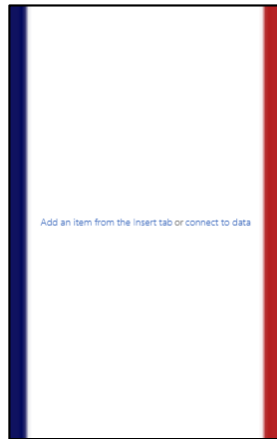 Add an item from the Insert tab or connect to data